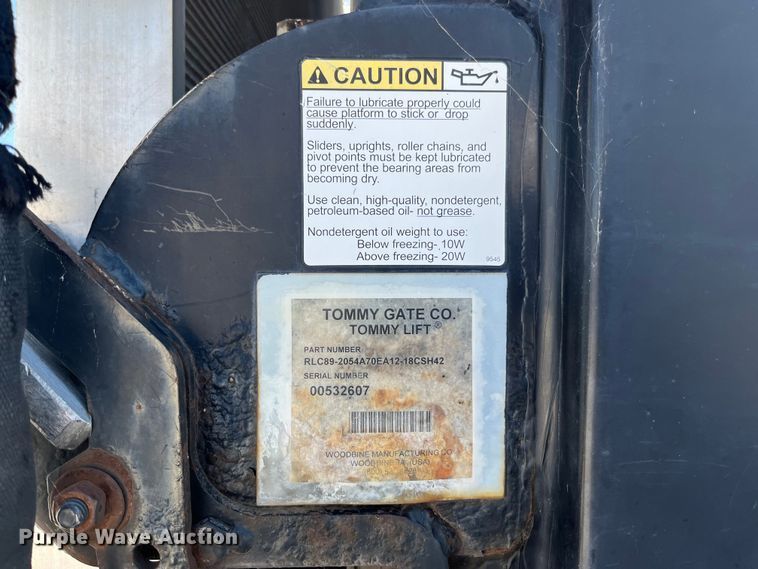 CAUTION
Failure to lubricate properly could
cause platform to stick or drop
suddenly.
Sliders, uprights, roller chains, and
pivot points must be kept lubricated
to prevent the bearing areas from
becoming dry.
Use clean, high-quality, nondetergent,
petroleum-based oil- not grease.
Nondetergent oil weight to use:
Below freezing- 10W
Above freezing- 20W
9545
TOMMY GATE CO.
TOMMY LIFT®
PART NUMBER
RLC89-2054A70EA12-18CSH42
SERIAL NUMBER
00532607
WOODBINE MANUFACTURING CO
WOODBINE IA. (USA)
Purple Wave Auction